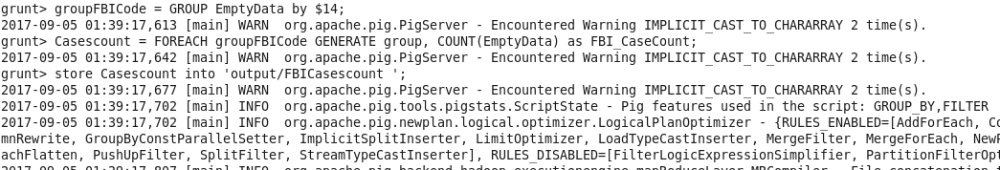 grunt> groupFBICode = GROUP EmptyData by $14;
2017-09-05 01:39:17,613 [main] WARN  org.apache.pig.PigServer - Encountered Warning IMPLICIT_CAST_TO_CHARARRAY 2 time(s).
grunt> Casescount = FOREACH groupFBICode GENERATE group, COUNT(EmptyData) as FBI_CaseCount;
2017-09-05 01:39:17,642 [main] WARN  org.apache.pig.PigServer - Encountered Warning IMPLICIT_CAST_TO_CHARARRAY 2 time(s).
grunt> store Casescount into 'output/FBICasescount ';
2017-09-05 01:39:17,677 [main] WARN  org.apache.pig.PigServer - Encountered Warning IMPLICIT_CAST_TO_CHARARRAY 2 time(s).
2017-09-05 01:39:17,702 [main] INFO  org.apache.pig.tools.pigstats.ScriptState - Pig features used in the script: GROUP_BY,FILTER
2017-09-05 01:39:17,702 [main] INFO  org.apache.pig.newplan.logical.optimizer.LogicalPlanOptimizer - {RULES_ENABLED=[AddForEach, Co
mnRewrite, GroupByConstParallelSetter, ImplicitSplitInserter, LimitOptimizer, LoadTypeCastInserter, MergeFilter, MergeForEach, New
achFlatten, PushUpFilter, SplitFilter, StreamTypeCastInserter], RULES_DISABLED=[FilterLogicExpressionSimplifier, PartitionFilterOpt
2017-09-05 01:39:17,807 [main] INFO  org.apache.pig.backend.hadoop.executionengine.mapReduceLayer.MRCompiler - File concatenation